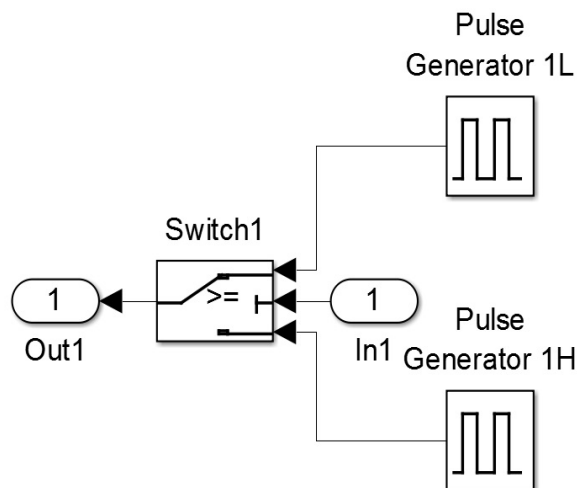 Pulse
Generator 1L
Switch1
>=
1
Out1
1
In1
Pulse
Generator 1H